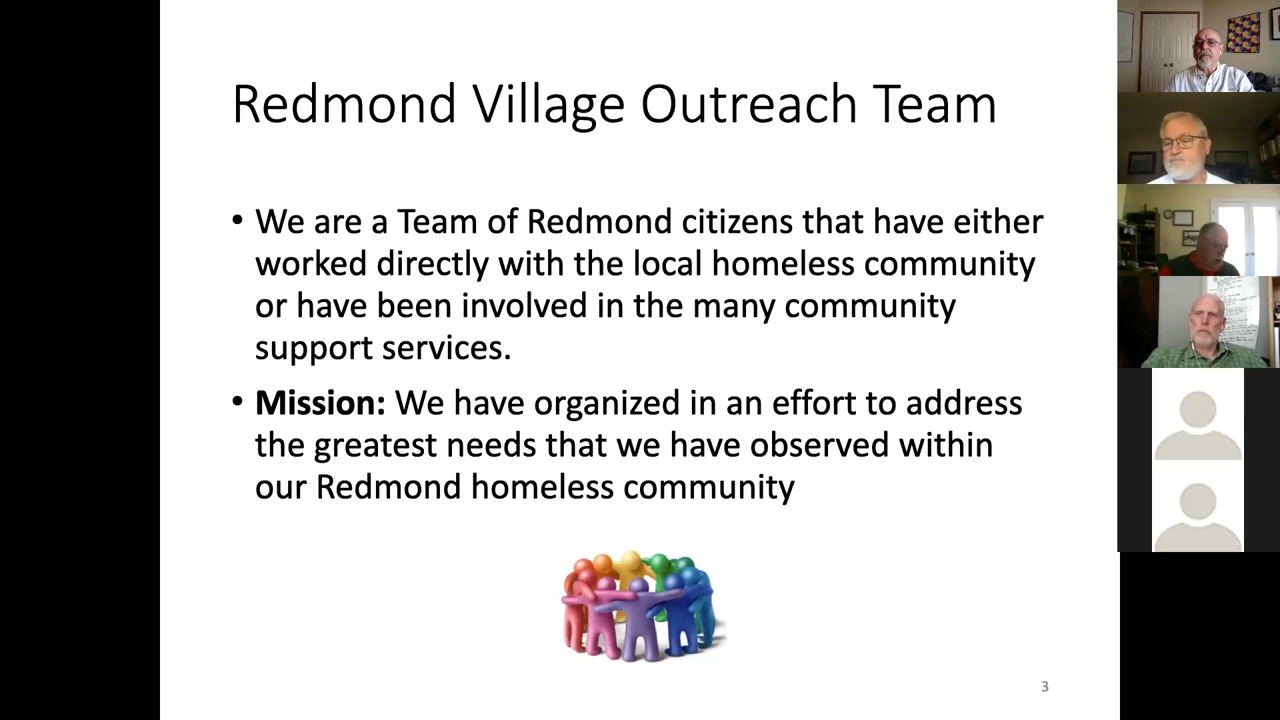 Redmond Village Outreach Team
• We are a Team of Redmond citizens that have either
worked directly with the local homeless community
or have been involved in the many community
support services.
• Mission: We have organized in an effort to address
the greatest needs that we have observed within
our Redmond homeless community
3